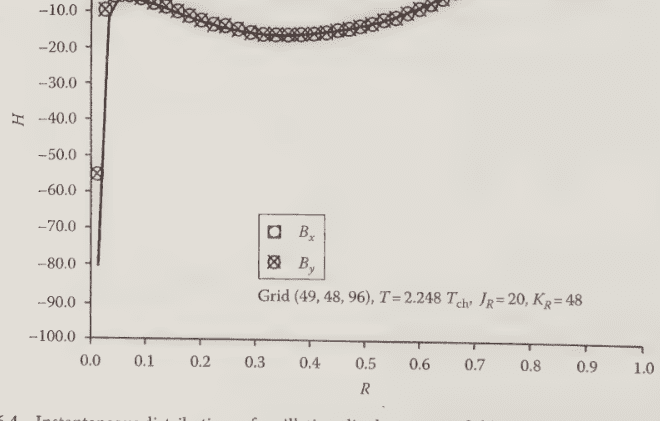 -10.0
-20.0
-30.0
-40.0
H
-50.0
-60.0
-70.0
-80.0
-90.0
-100.0
B_x
B_y
Grid (49, 48, 96), T = 2.248 T_ch, J_R = 20, K_R = 48
0.0 0.1 0.2 0.3 0.4 0.5 0.6 0.7 0.8 0.9 1.0
R